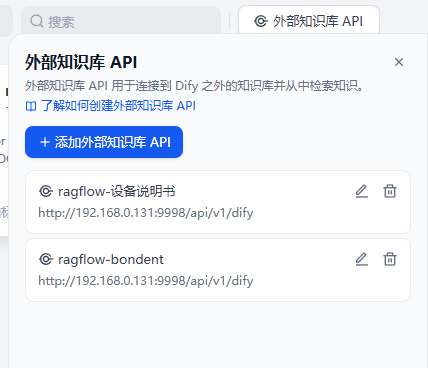 搜索
外部知识库 API
外部知识库 API
外部知识库 API 用于连接到 Dify 之外的知识库并从中检索知识。
了解如何创建外部知识库 API
+ 添加外部知识库 API
ragflow-设备说明书
http://192.168.0.131:9998/api/v1/dify
ragflow-bondent
http://192.168.0.131:9998/api/v1/dify